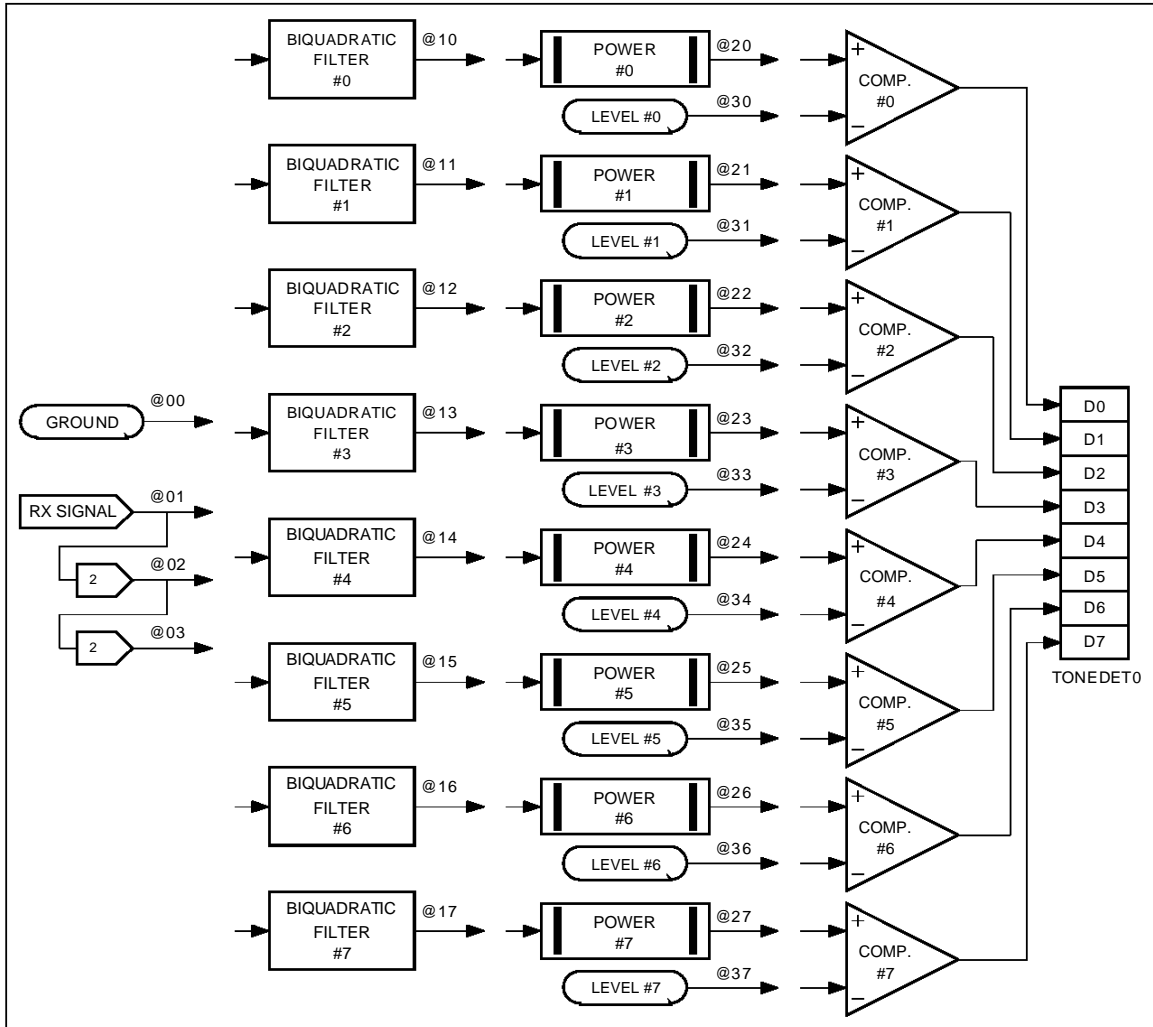 BIQUADRATIC
FILTER
#0
@10
POWER
#0
@20
LEVEL #0
@30
+
−
COMP.
#0
BIQUADRATIC
FILTER
#1
@11
POWER
#1
@21
LEVEL #1
@31
+
−
COMP.
#1
BIQUADRATIC
FILTER
#2
@12
POWER
#2
@22
LEVEL #2
@32
+
−
COMP.
#2
GROUND
@00
BIQUADRATIC
FILTER
#3
@13
POWER
#3
@23
LEVEL #3
@33
+
−
COMP.
#3
RX SIGNAL
@01
2
@02
2
@03
BIQUADRATIC
FILTER
#4
@14
POWER
#4
@24
LEVEL #4
@34
+
−
COMP.
#4
BIQUADRATIC
FILTER
#5
@15
POWER
#5
@25
LEVEL #5
@35
+
−
COMP.
#5
BIQUADRATIC
FILTER
#6
@16
POWER
#6
@26
LEVEL #6
@36
+
−
COMP.
#6
BIQUADRATIC
FILTER
#7
@17
POWER
#7
@27
LEVEL #7
@37
+
−
COMP.
#7
D0
D1
D2
D3
D4
D5
D6
D7
TONEDET0